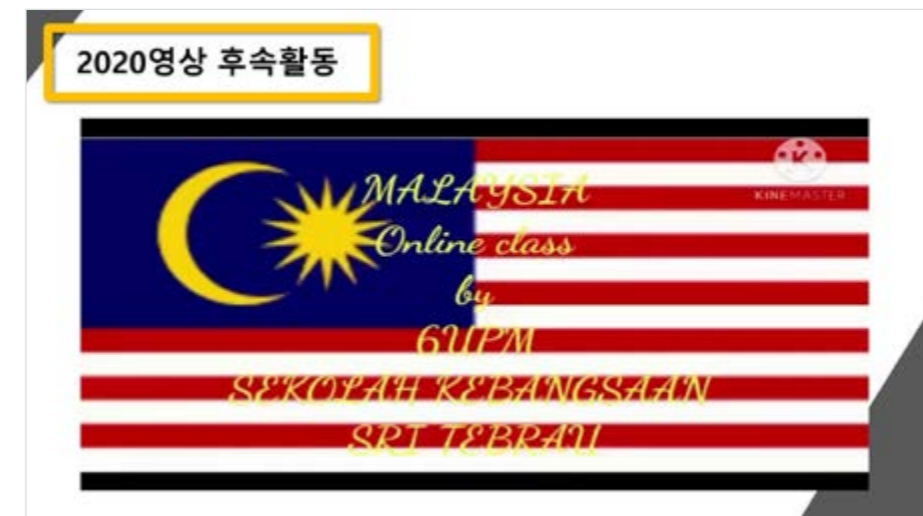 2020영상 후속활동
MALAYSIA
KINEMASTER
Online class
by
6UPM
SEKOLAH KEBANGSAAN
SRI TEBRAU